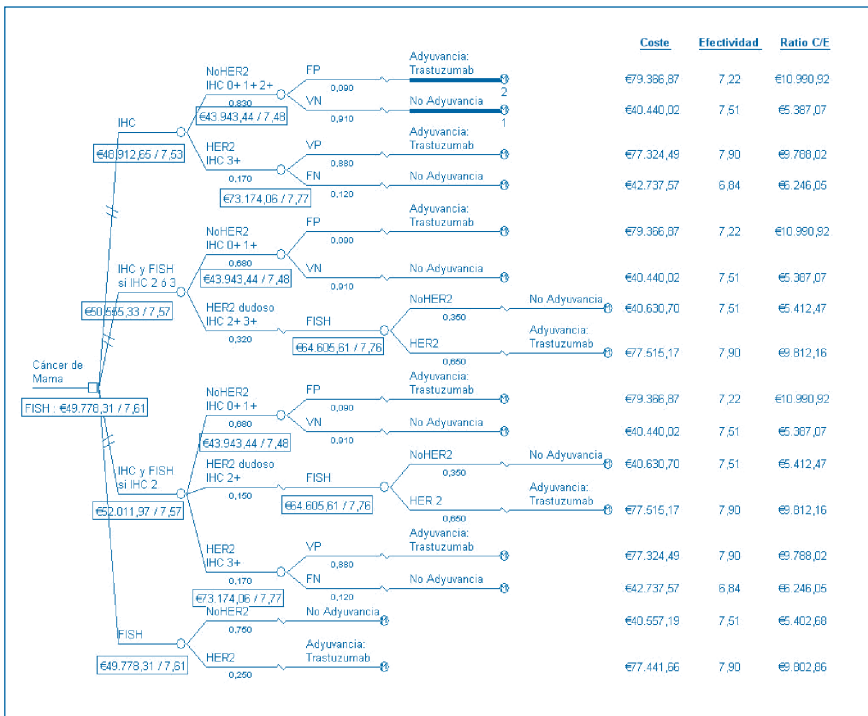 Coste Efectividad Ratio C/E
Adyuvancia:
NoHER2 FP Trastuzumab €79.366,87 7,22 €10.990,92
IHC 0+ 1+ 2+ 0,090 2
0,830 VN No Adyuvancia €40.440,02 7,51 €5.387,07
€43.943,44 / 7,48 0,910 1
IHC
Adyuvancia:
€48.912,65 / 7,53 HER2 VP Trastuzumab €77.324,49 7,90 €9.788,02
IHC 3+ 0,880
0,170 FN No Adyuvancia €42.737,57 6,84 €6.246,05
€73.174,06 / 7,77 0,120
Adyuvancia:
NoHER2 FP Trastuzumab €79.366,87 7,22 €10.990,92
IHC 0+ 1+ 0,090
0,680 VN No Adyuvancia €40.440,02 7,51 €5.387,07
IHC y FISH €43.943,44 / 7,48 0,910
si IHC 2 ó 3
€50.555,33 / 7,57 HER2 dudoso NoHER2 No Adyuvancia €40.630,70 7,51 €5.412,47
IHC 2+ 3+ FISH 0,350
0,320 €64.605,61 / 7,76 HER2 Adyuvancia:
Trastuzumab €77.515,17 7,90 €9.812,16
0,650
Cáncer de
Mama
FISH : €49.778,31 / 7,61
Adyuvancia:
NoHER2 FP Trastuzumab €79.366,87 7,22 €10.990,92
IHC 0+ 1+ 0,090
0,680 VN No Adyuvancia €40.440,02 7,51 €5.387,07
€43.943,44 / 7,48 0,910
IHC y FISH HER2 dudoso NoHER2 No Adyuvancia €40.630,70 7,51 €5.412,47
si IHC 2 IHC 2+ FISH 0,350
€52.011,97 / 7,57 0,150 €64.605,61 / 7,76 HER 2 Adyuvancia:
Trastuzumab €77.515,17 7,90 €9.812,16
0,650
Adyuvancia:
HER2 VP Trastuzumab €77.324,49 7,90 €9.788,02
IHC 3+ 0,880
0,170 FN No Adyuvancia €42.737,57 6,84 €6.246,05
€73.174,06 / 7,77 0,120
NoHER2 No Adyuvancia €40.557,19 7,51 €5.402,68
FISH 0,750
€49.778,31 / 7,61 HER2 Adyuvancia:
Trastuzumab €77.441,66 7,90 €9.802,86
0,250